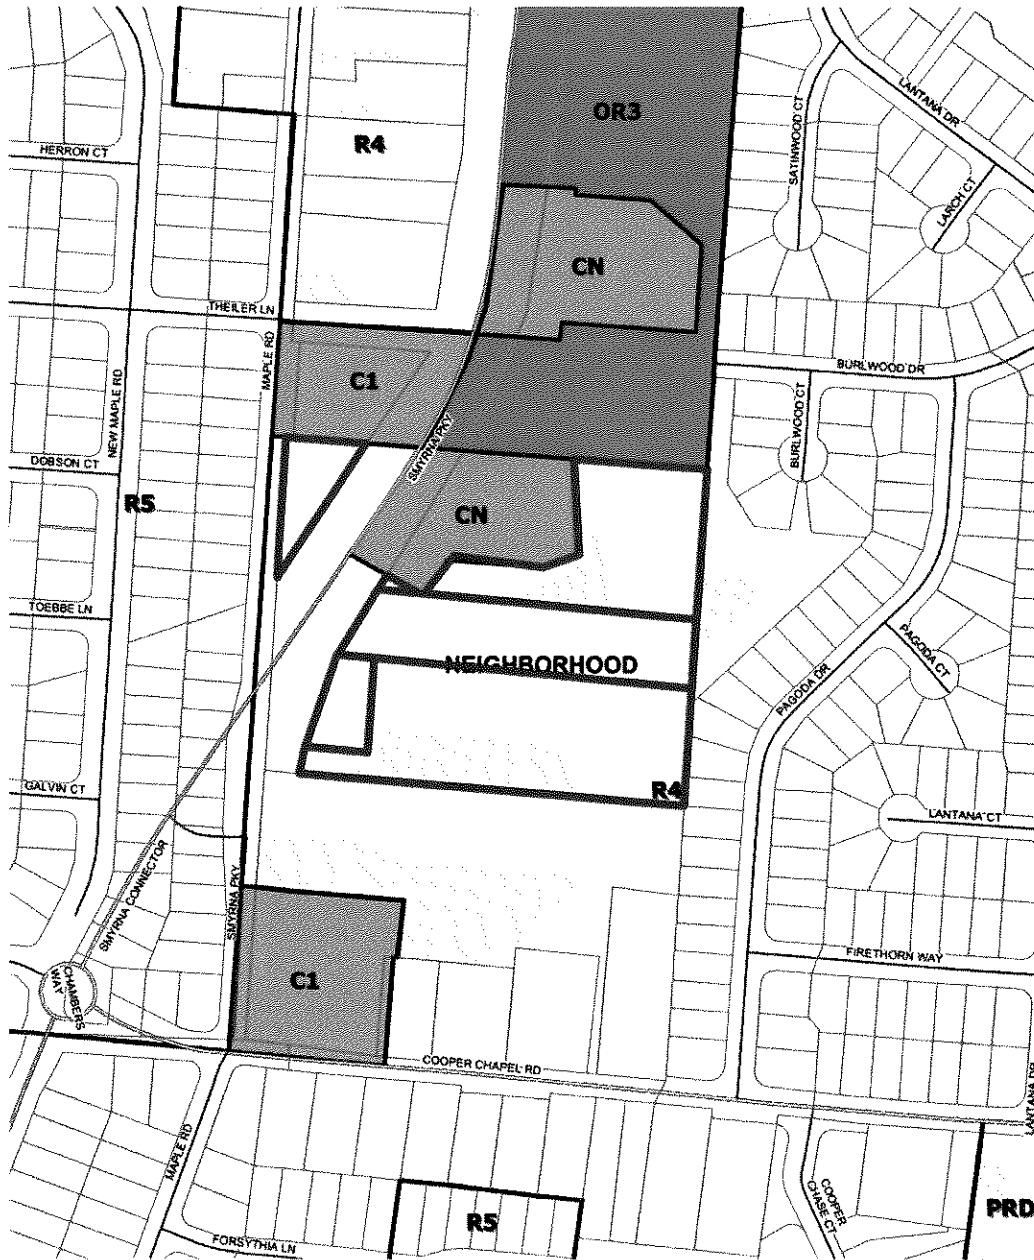 OR3
LANTANA DR
SATINWOOD CT
R4
HERRON CT
LARCH CT
CN
THEILER LN
MAPLE RD
BURLWOOD DR
C1
NEW MAPLE RD
BURLWOOD CT
SMYRNA PKY
DOBSON CT
R5
CN
TOEBBE LN
PAGODA CT
NEIGHBORHOOD
PAGODA DR
R4
GALVIN CT
LANTANA CT
SMYRNA CONNECTOR
SMYRNA PKY
FIRETHORN WAY
C1
CHAMBERS
WAY
COOPER CHAPEL RD
LANTANA DR
MAPLE RD
COOPER
CHASE CT
PRD
R5
FORSYTHIA LN